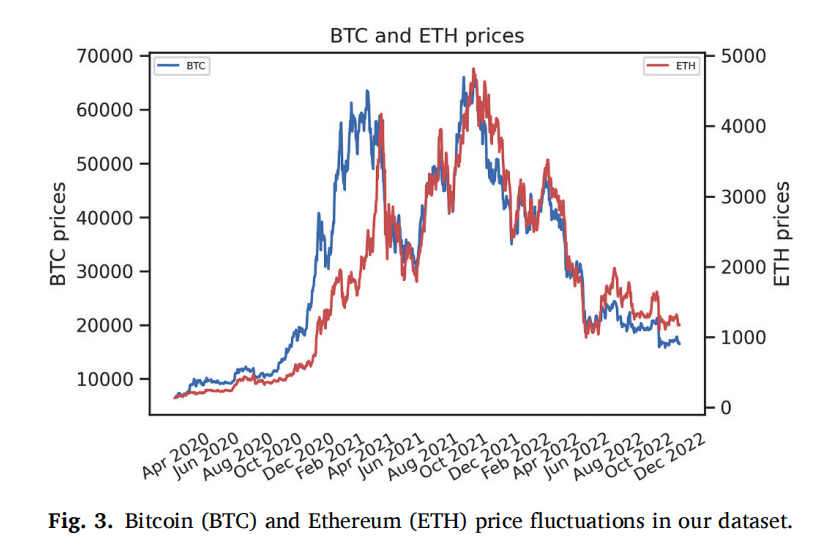 BTC and ETH prices
BTC
ETH
70000
60000
50000
40000
30000
20000
10000
BTC prices
5000
4000
3000
2000
1000
0
ETH prices
Apr 2020
Jun 2020
Aug 2020
Oct 2020
Dec 2020
Feb 2021
Apr 2021
Jun 2021
Aug 2021
Oct 2021
Dec 2021
Feb 2022
Apr 2022
Jun 2022
Aug 2022
Oct 2022
Dec 2022
Fig. 3. Bitcoin (BTC) and Ethereum (ETH) price fluctuations in our dataset.